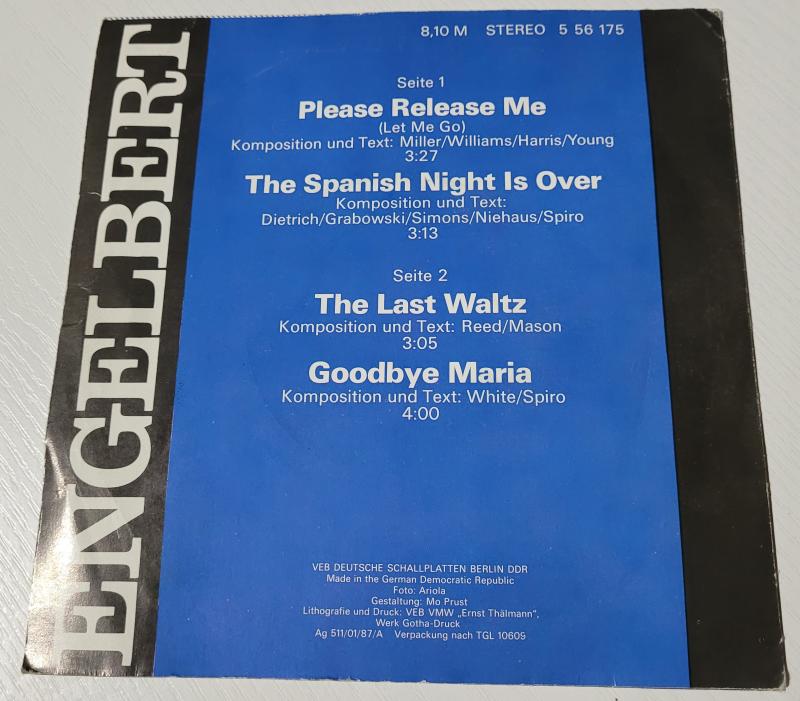 ENGELBERT
8,10 M STEREO 5 56 175
Seite 1
Please Release Me
(Let Me Go)
Komposition und Text: Miller/Williams/Harris/Young
3:27
The Spanish Night Is Over
Komposition und Text:
Dietrich/Grabowski/Simons/Niehaus/Spiro
3:13
Seite 2
The Last Waltz
Komposition und Text: Reed/Mason
3:05
Goodbye Maria
Komposition und Text: White/Spiro
4:00
VEB DEUTSCHE SCHALLPLATTEN BERLIN DDR
Made in the German Democratic Republic
Foto: Ariola
Gestaltung: Mo Prust
Lithografie und Druck: VEB VMW „Ernst Thälmann",
Werk Gotha-Druck
Ag 511/01/87/A Verpackung nach TGL 10609